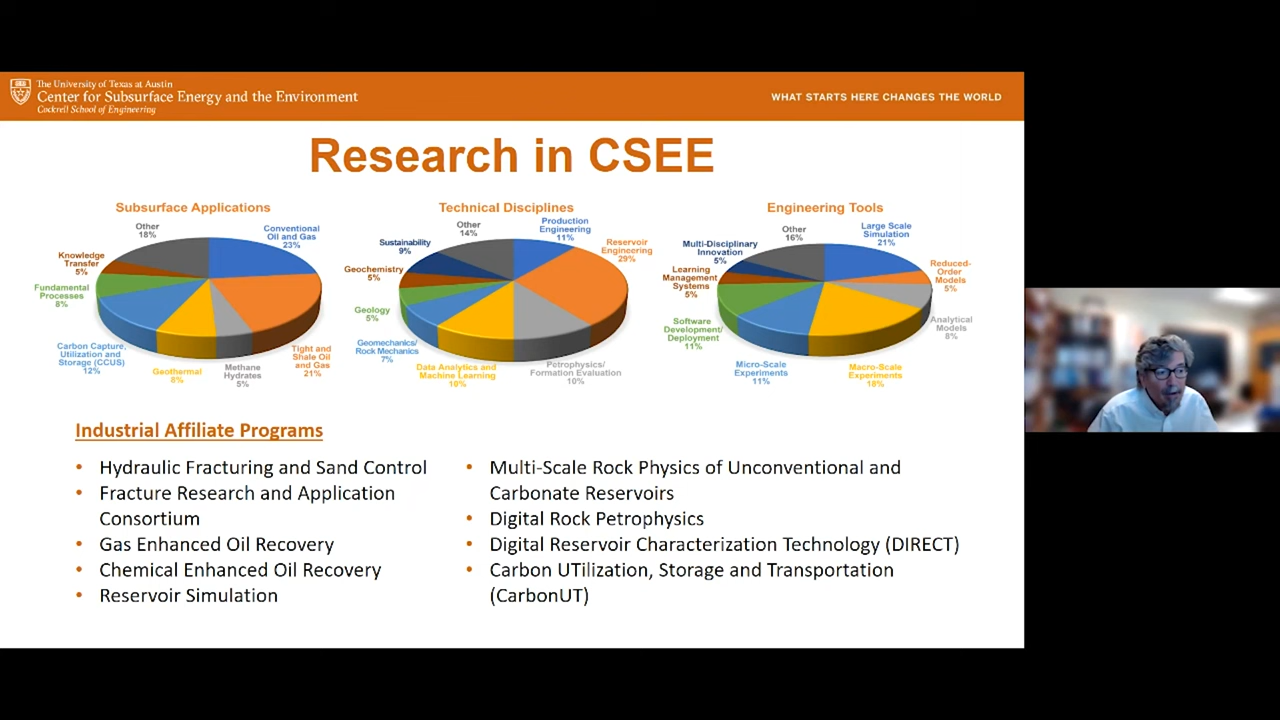 The University of Texas at Austin
Center for Subsurface Energy and the Environment
Cockrell School of Engineering
WHAT STARTS HERE CHANGES THE WORLD
Research in CSEE
Subsurface Applications
Other
18%
Conventional
Oil and Gas
23%
Knowledge
Transfer
5%
Fundamental
Processes
8%
Carbon Capture,
Utilization and
Storage (CCUS)
12%
Geothermal
8%
Methane
Hydrates
5%
Tight and
Shale Oil
and Gas
21%
Technical Disciplines
Other
14%
Production
Engineering
11%
Sustainability
9%
Reservoir
Engineering
29%
Geochemistry
5%
Geology
5%
Geomechanics/
Rock Mechanics
7%
Data Analytics and
Machine Learning
10%
Petrophysics/
Formation Evaluation
10%
Engineering Tools
Other
16%
Large Scale
Simulation
21%
Multi-Disciplinary
Innovation
5%
Reduced-
Order
Models
5%
Learning
Management
Systems
5%
Analytical
Models
8%
Software
Development/
Deployment
11%
Micro-Scale
Experiments
11%
Macro-Scale
Experiments
18%
Industrial Affiliate Programs
• Hydraulic Fracturing and Sand Control
• Fracture Research and Application
Consortium
• Gas Enhanced Oil Recovery
• Chemical Enhanced Oil Recovery
• Reservoir Simulation
• Multi-Scale Rock Physics of Unconventional and
Carbonate Reservoirs
• Digital Rock Petrophysics
• Digital Reservoir Characterization Technology (DIRECT)
• Carbon UTilization, Storage and Transportation
(CarbonUT)